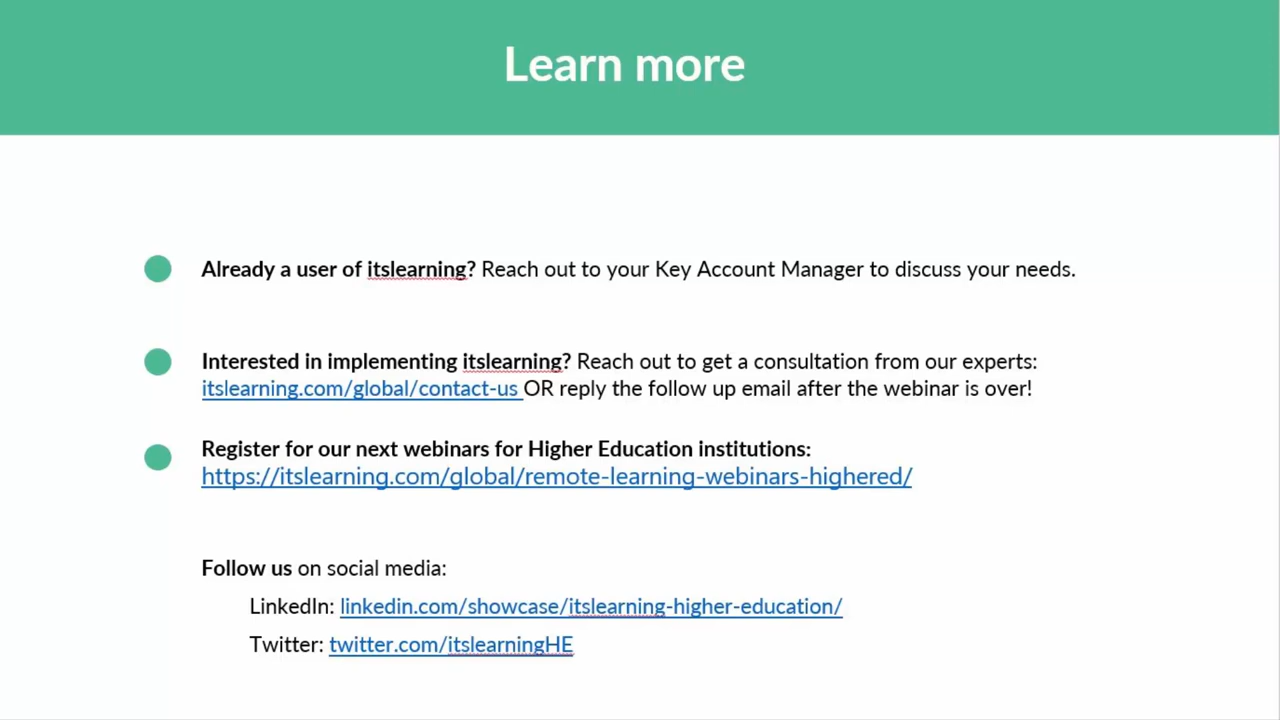 Learn more
Already a user of itslearning? Reach out to your Key Account Manager to discuss your needs.
Interested in implementing itslearning? Reach out to get a consultation from our experts:
itslearning.com/global/contact-us OR reply the follow up email after the webinar is over!
Register for our next webinars for Higher Education institutions:
https://itslearning.com/global/remote-learning-webinars-highered/
Follow us on social media:
LinkedIn: linkedin.com/showcase/itslearning-higher-education/
Twitter: twitter.com/itslearningHE